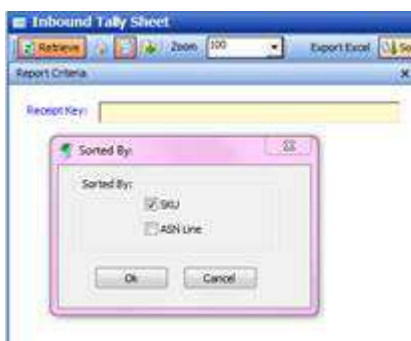 Inbound Tally Sheet
Retrieve Zoom 100 Export Excel
Report Criteria
Receipt Key:
Sorted By:
Sorted By:
SKU
ASN Line
Ok Cancel